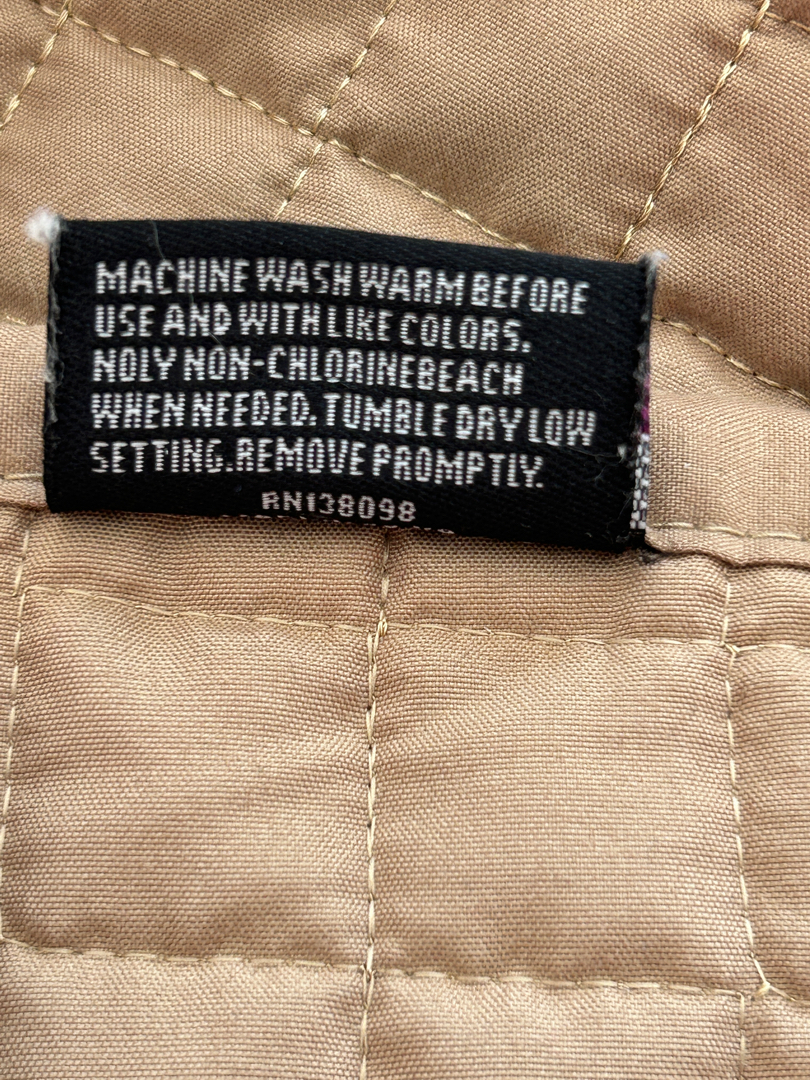 MACHINE WASH WARM BEFORE
USE AND WITH LIKE COLORS.
NOLY NON-CHLORINEBEACH
WHEN NEEDED. TUMBLE DRY LOW
SETTING.REMOVE PROMPTLY.
RN138098